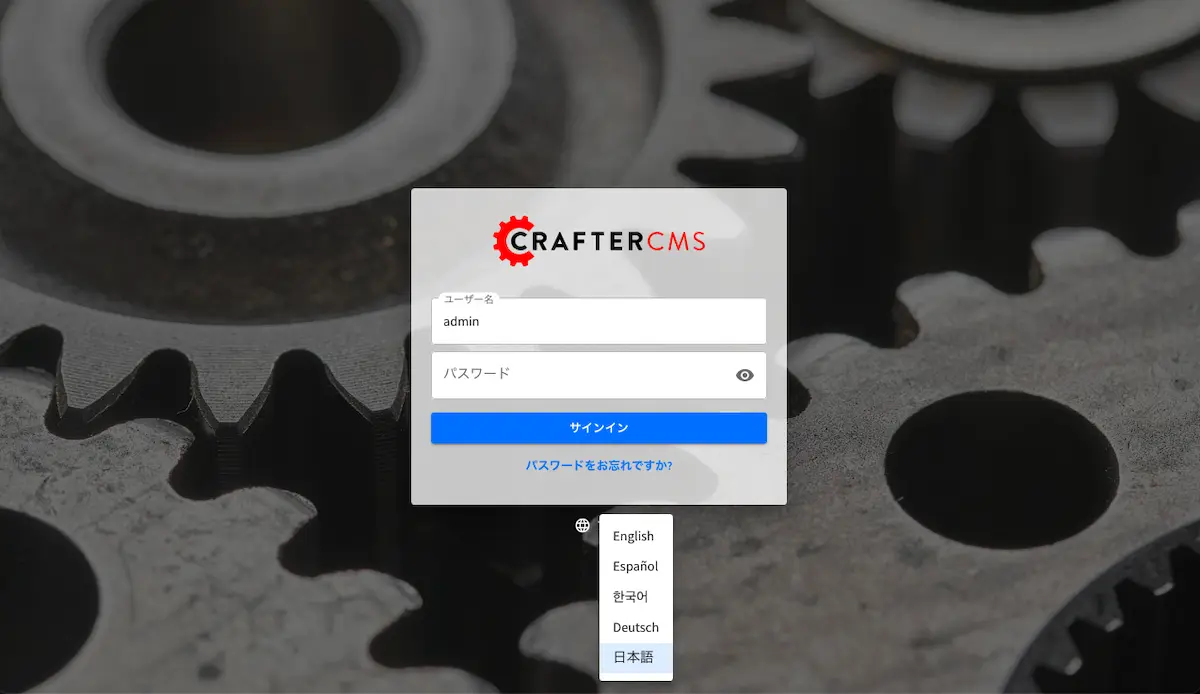 CRAFTERCMS
ユーザー名
admin
パスワード
サインイン
パスワードをお忘れですか?
English
Español
한국어
Deutsch
日本語